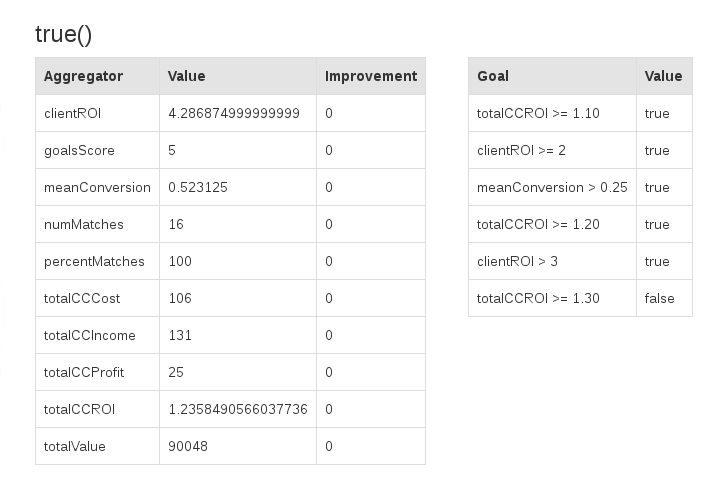 true()
Aggregator Value Improvement
clientROI 4.286874999999999 0
goalsScore 5 0
meanConversion 0.523125 0
numMatches 16 0
percentMatches 100 0
totalCCCost 106 0
totalCCIncome 131 0
totalCCProfit 25 0
totalCCROI 1.2358490566037736 0
totalValue 90048 0
Goal Value
totalCCROI >= 1.10 true
clientROI >= 2 true
meanConversion > 0.25 true
totalCCROI >= 1.20 true
clientROI > 3 true
totalCCROI >= 1.30 false